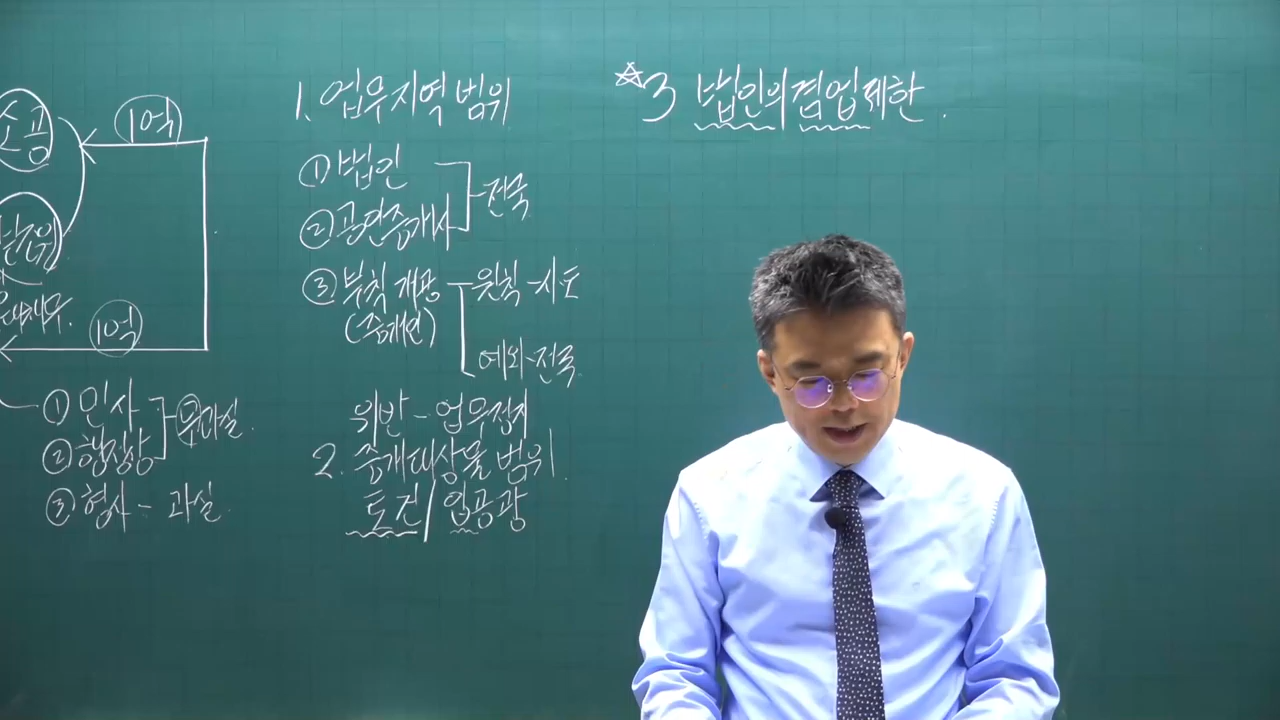 소공
1억
1억
① 민사
② 행정상
무과실.
③ 형사 - 과실.
1. 업무지역 범위
① 법인
② 공인중개사
전국
③ 부칙 개공
(중개인)
원칙 - 시·도
예외 - 전국
위반 - 업무정지
2. 중개대상물 범위.
토건/입공광
☆3 법인의 겸업제한.